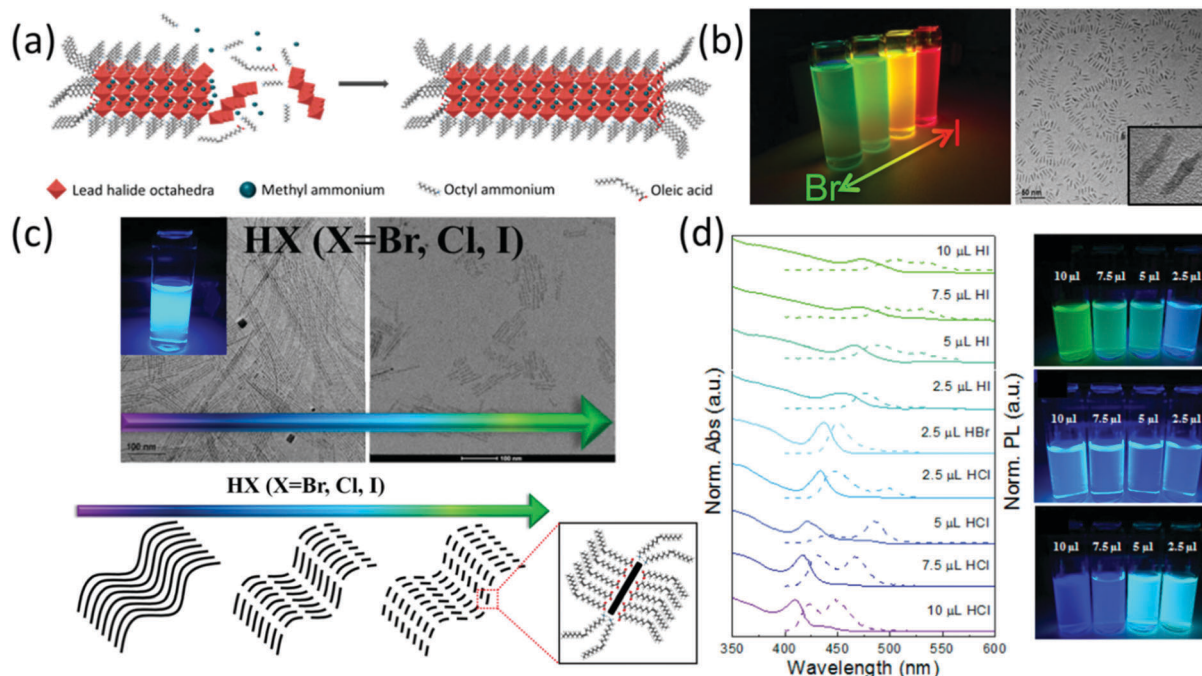 (a)
Lead halide octahedra
Methyl ammonium
Octyl ammonium
Oleic acid
(b)
Br
I
50 nm
(c)
HX (X=Br, Cl, I)
100 nm
100 nm
HX (X=Br, Cl, I)
(d)
Norm. Abs (a.u.)
10 µL HI
7.5 µL HI
5 µL HI
2.5 µL HI
2.5 µL HBr
2.5 µL HCl
5 µL HCl
7.5 µL HCl
10 µL HCl
350 400 450 500 550 600
Wavelength (nm)
Norm. PL (a.u.)
10 µl 7.5 µl 5 µl 2.5 µl
10 µl 7.5 µl 5 µl 2.5 µl
10 µl 7.5 µl 5 µl 2.5 µl